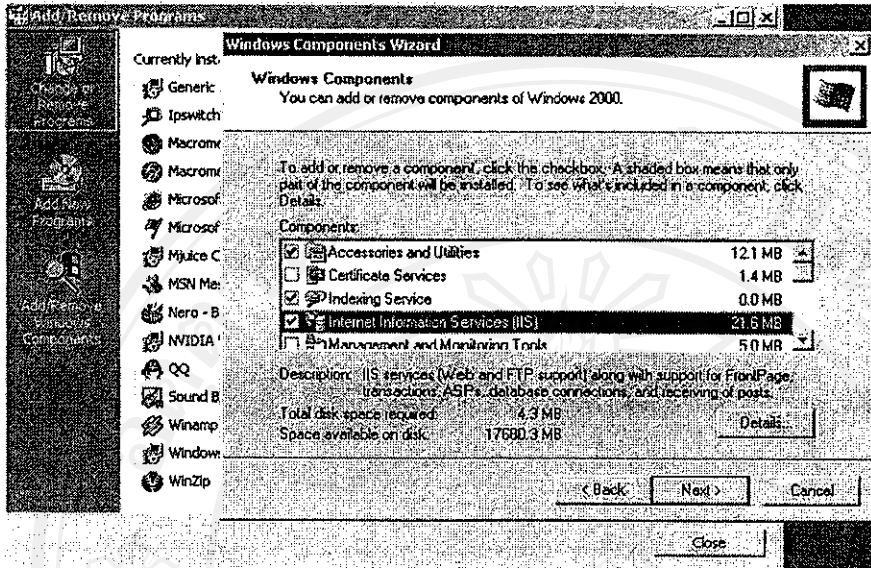 Add/Remove Programs
Change or Remove Programs
Add New Programs
Add/Remove Windows Components
Currently inst
Generic
Ipswitch
Macrome
Macrome
Microsof
Microsof
Mjuice C
MSN Me
Nero - B
NVIDIA
QQ
Sound B
Winamp
Window
WinZip
Windows Components Wizard
Windows Components
You can add or remove components of Windows 2000.
To add or remove a component, click the checkbox. A shaded box means that only
part of the component will be installed. To see what's included in a component, click
Details.
Components:
Accessories and Utilities 12.1 MB
Certificate Services 1.4 MB
Indexing Service 0.0 MB
Internet Information Services (IIS) 21.6 MB
Management and Monitoring Tools 5.0 MB
Description: IIS services (Web and FTP support) along with support for FrontPage,
transactions, ASPs, database connections, and receiving of posts.
Total disk space required: 4.3 MB
Space available on disk: 17680.3 MB
Details...
< Back
Next >
Cancel
Close